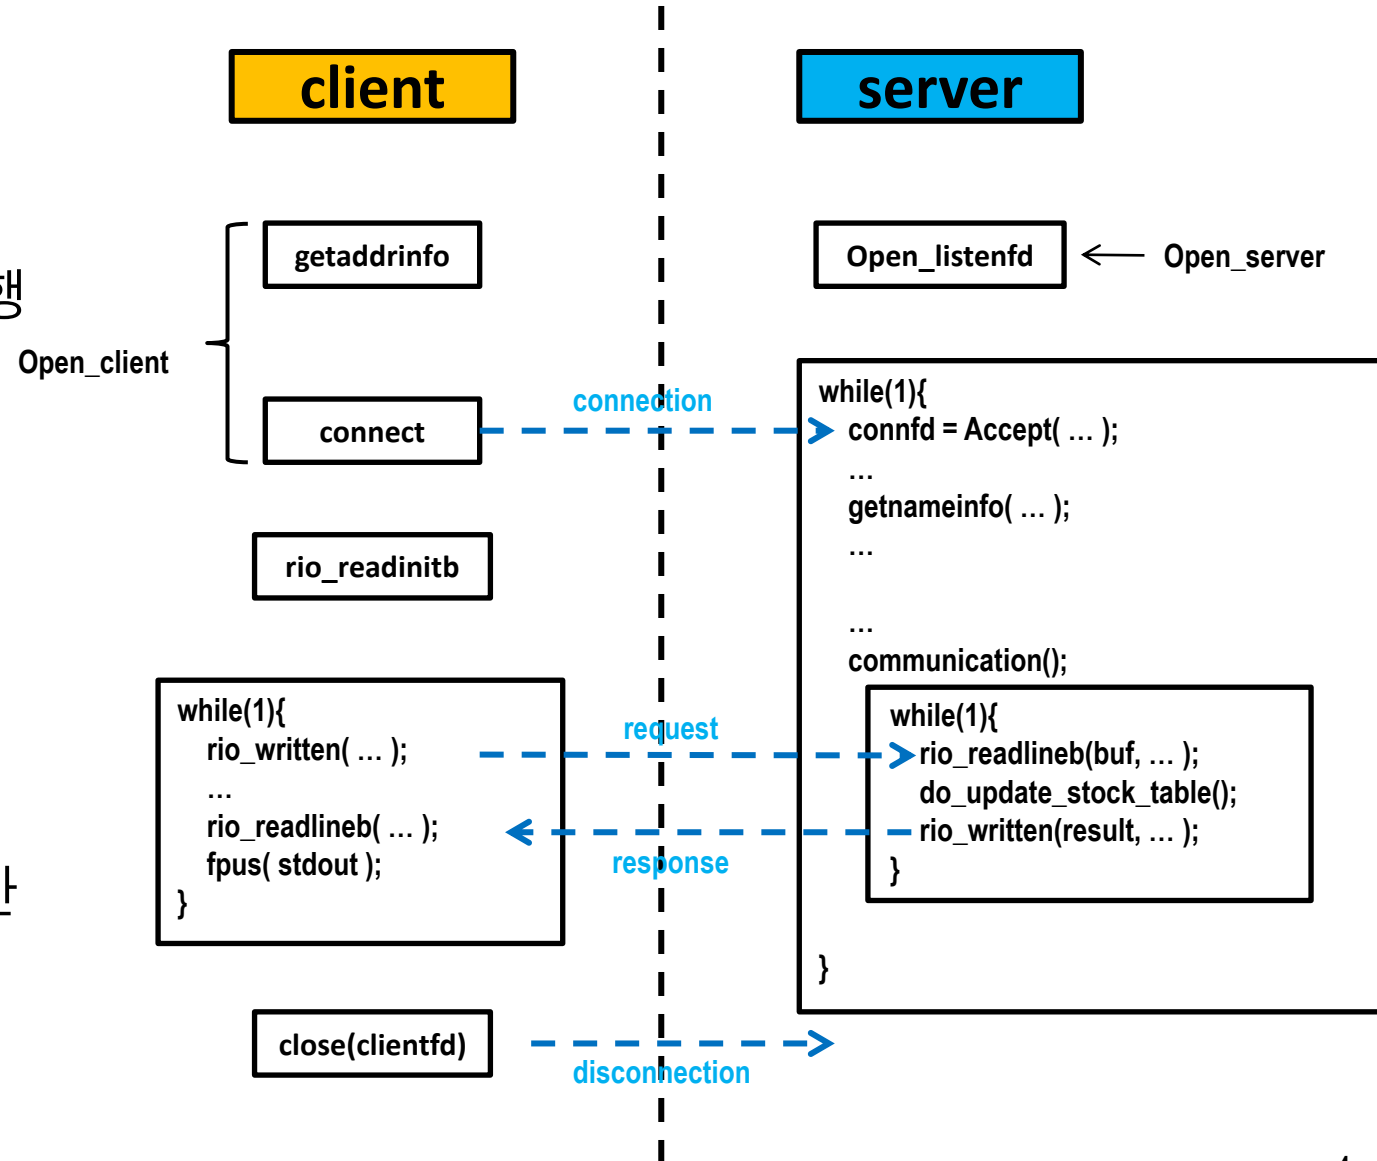 client
server
getaddrinfo
Open_listenfd
Open_server
행
Open_client
connect
connection
while(1){
connfd = Accept( … );
…
getnameinfo( … );
…
…
communication();
rio_readinitb
while(1){
rio_written( … );
…
rio_readlineb( … );
fpus( stdout );
}
request
response
while(1){
rio_readlineb(buf, … );
do_update_stock_table();
rio_written(result, … );
}
}
close(clientfd)
disconnection